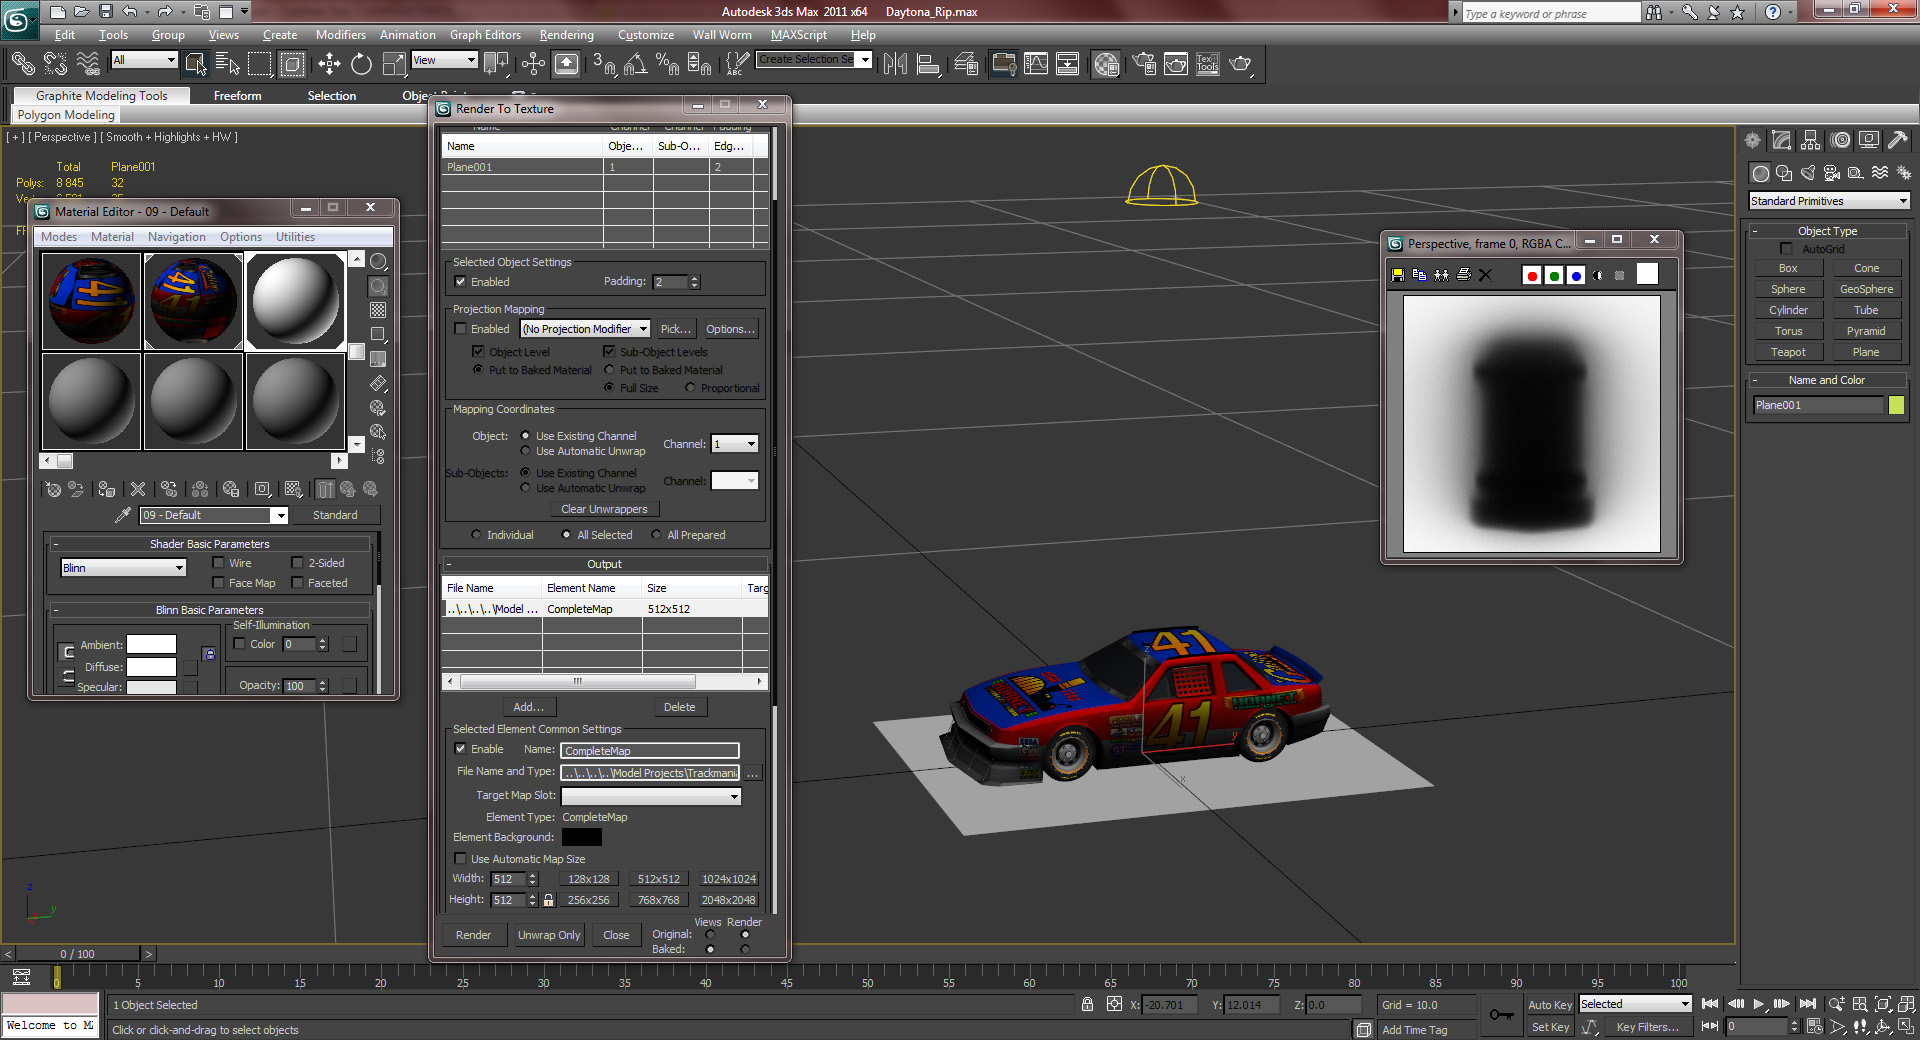 Autodesk 3ds Max 2011 x64 Daytona_Rip.max
Type a keyword or phrase
Edit Tools Group Views Create Modifiers Animation Graph Editors Rendering Customize Wall Worm MAXScript Help
All View Create Selection Se
Graphite Modeling Tools Freeform Selection
Polygon Modeling
[ + ] [ Perspective ] [ Smooth + Highlights + HW ]
Total Plane001
Polys: 8 845 32
Material Editor - 09 - Default
Modes Material Navigation Options Utilities
09 - Default Standard
- Shader Basic Parameters
Blinn Wire 2-Sided
Face Map Faceted
- Blinn Basic Parameters
Self-Illumination
Ambient: Color 0
Diffuse:
Specular: Opacity: 100
Render To Texture
Name Channel Channel Padding
Name Obje... Sub-O... Edg...
Plane001 1 2
Selected Object Settings
Enabled Padding: 2
Projection Mapping
Enabled (No Projection Modifier Pick... Options...
Object Level Sub-Object Levels
Put to Baked Material Put to Baked Material
Full Size Proportional
Mapping Coordinates
Object: Use Existing Channel Channel: 1
Use Automatic Unwrap
Sub-Objects: Use Existing Channel Channel:
Use Automatic Unwrap
Clear Unwrappers
Individual All Selected All Prepared
- Output
File Name Element Name Size Targ
..\..\..\..\Model ... CompleteMap 512x512
Add... Delete
Selected Element Common Settings
Enable Name: CompleteMap
File Name and Type: ..\..\..\..\Model Projects\Trackmani ...
Target Map Slot:
Element Type: CompleteMap
Element Background:
Use Automatic Map Size
Width: 512 128x128 512x512 1024x1024
Height: 512 256x256 768x768 2048x2048
Views Render
Render Unwrap Only Close Original:
Baked:
Perspective, frame 0, RGBA C...
41
41
HORNET
Standard Primitives
- Object Type
AutoGrid
Box Cone
Sphere GeoSphere
Cylinder Tube
Torus Pyramid
Teapot Plane
- Name and Color
Plane001
< 0 / 100 >
0 5 10 15 20 25 30 35 40 45 50 55 60 65 70 75 80 85 90 95 100
1 Object Selected X: -20.701 Y: 12.014 Z: 0.0 Grid = 10.0 Auto Key Selected
Welcome to M Click or click-and-drag to select objects Add Time Tag Set Key Key Filters... 0